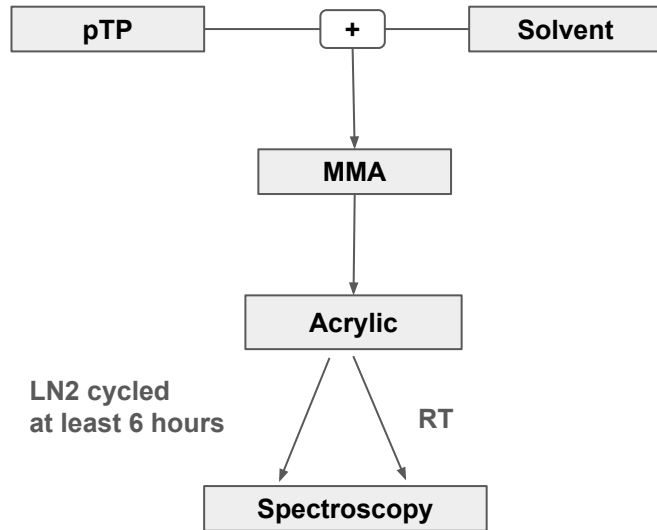 pTP
+
Solvent
MMA
Acrylic
LN2 cycled
at least 6 hours
RT
Spectroscopy